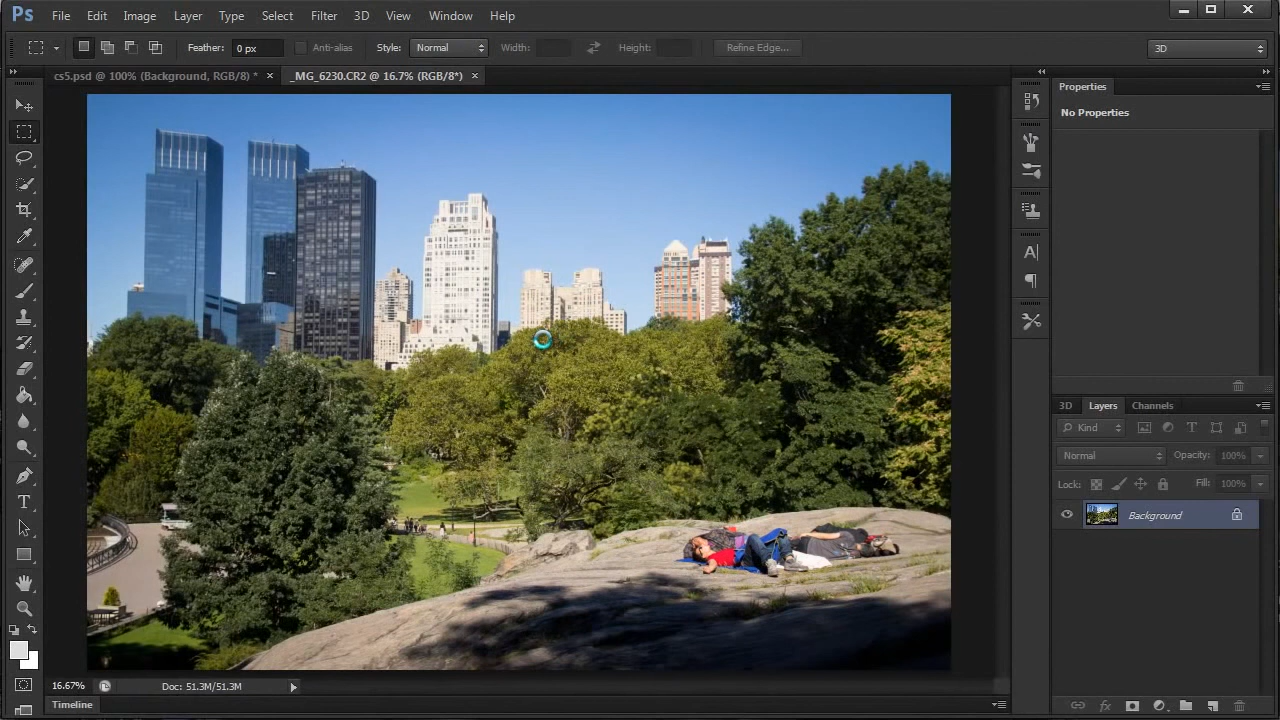 Ps File Edit Image Layer Type Select Filter 3D View Window Help
Feather: 0 px Anti-alias Style: Normal Width: Height: Refine Edge... 3D
cs5.psd @ 100% (Background, RGB/8) * × _MG_6230.CR2 @ 16.7% (RGB/8*) ×
Properties
No Properties
3D Layers Channels
Kind
Normal Opacity: 100%
Lock: Fill: 100%
Background
16.67% Doc: 51.3M/51.3M
Timeline